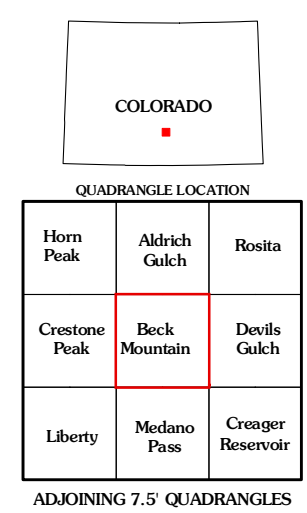 COLORADO
QUADRANGLE LOCATION
Horn
Peak
Aldrich
Gulch
Rosita
Crestone
Peak
Beck
Mountain
Devils
Gulch
Liberty
Medano
Pass
Creager
Reservoir
ADJOINING 7.5' QUADRANGLES